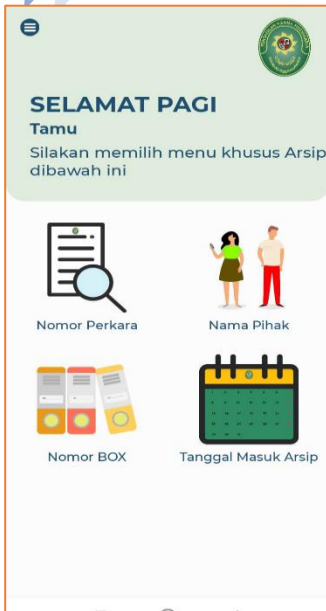 SELAMAT PAGI
Tamu
Silakan memilih menu khusus Arsip
dibawah ini
Nomor Perkara
Nama Pihak
Nomor BOX
Tanggal Masuk Arsip